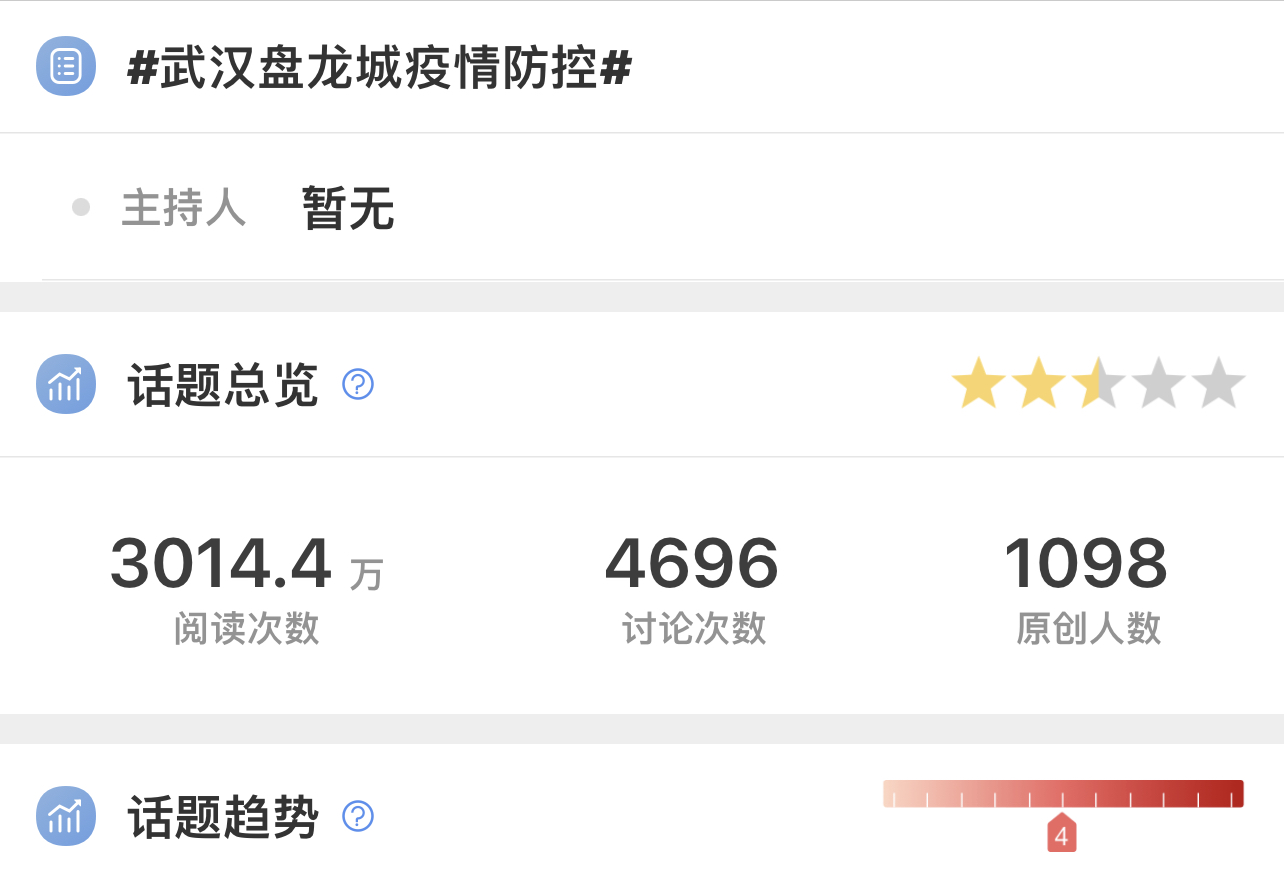 #武汉盘龙城疫情防控#
主持人 暂无
话题总览 ?
3014.4 万 4696 1098
阅读次数 讨论次数 原创人数
话题趋势 ?
4